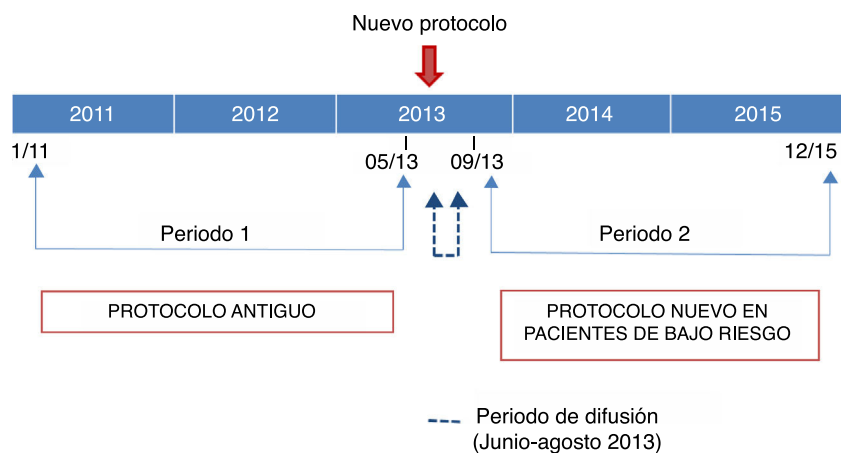 Nuevo protocolo
2011 2012 2013 2014 2015
1/11 05/13 09/13 12/15
Periodo 1 Periodo 2
PROTOCOLO ANTIGUO
PROTOCOLO NUEVO EN
PACIENTES DE BAJO RIESGO
Periodo de difusión
(Junio-agosto 2013)